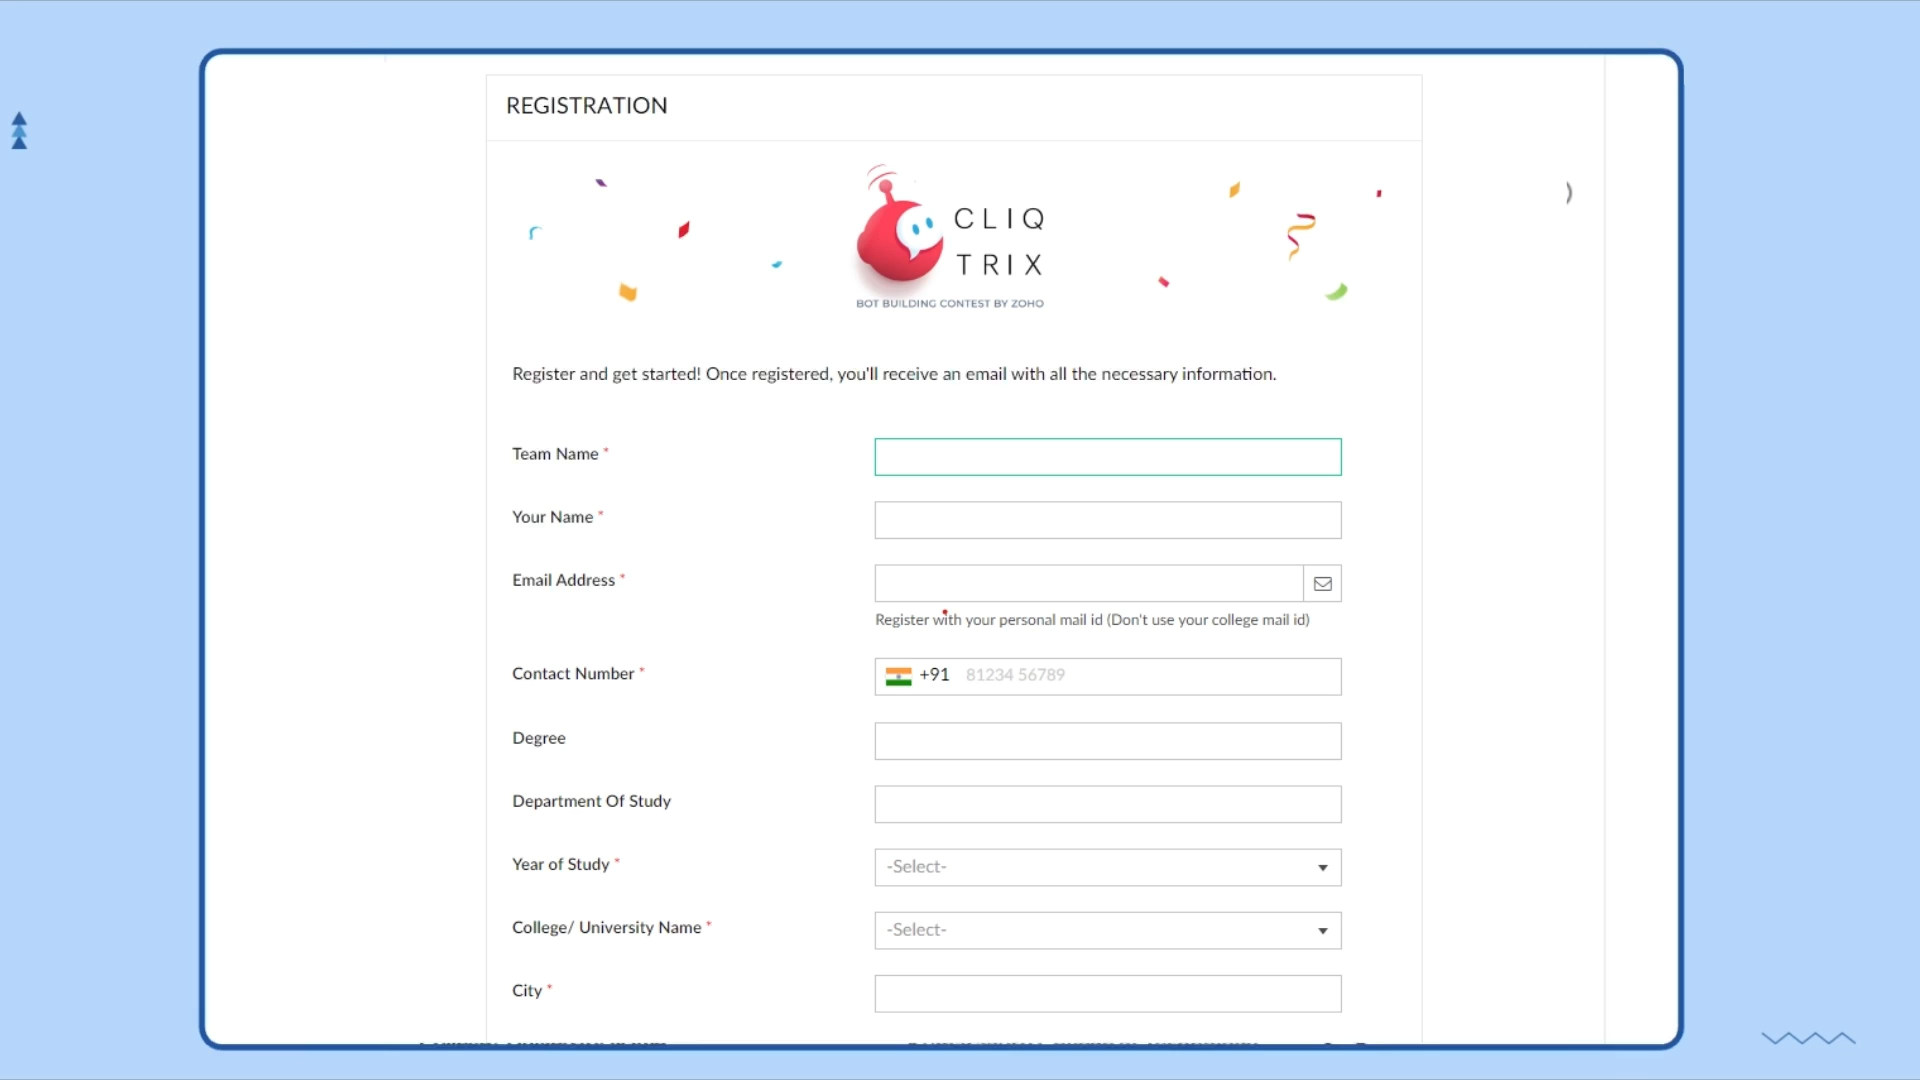 REGISTRATION
CLIQ
TRIX
BOT BUILDING CONTEST BY ZOHO
Register and get started! Once registered, you'll receive an email with all the necessary information.
Team Name *
Your Name *
Email Address *
Register with your personal mail id (Don't use your college mail id)
Contact Number * +91 81234 56789
Degree
Department Of Study
Year of Study * -Select-
College/ University Name * -Select-
City *